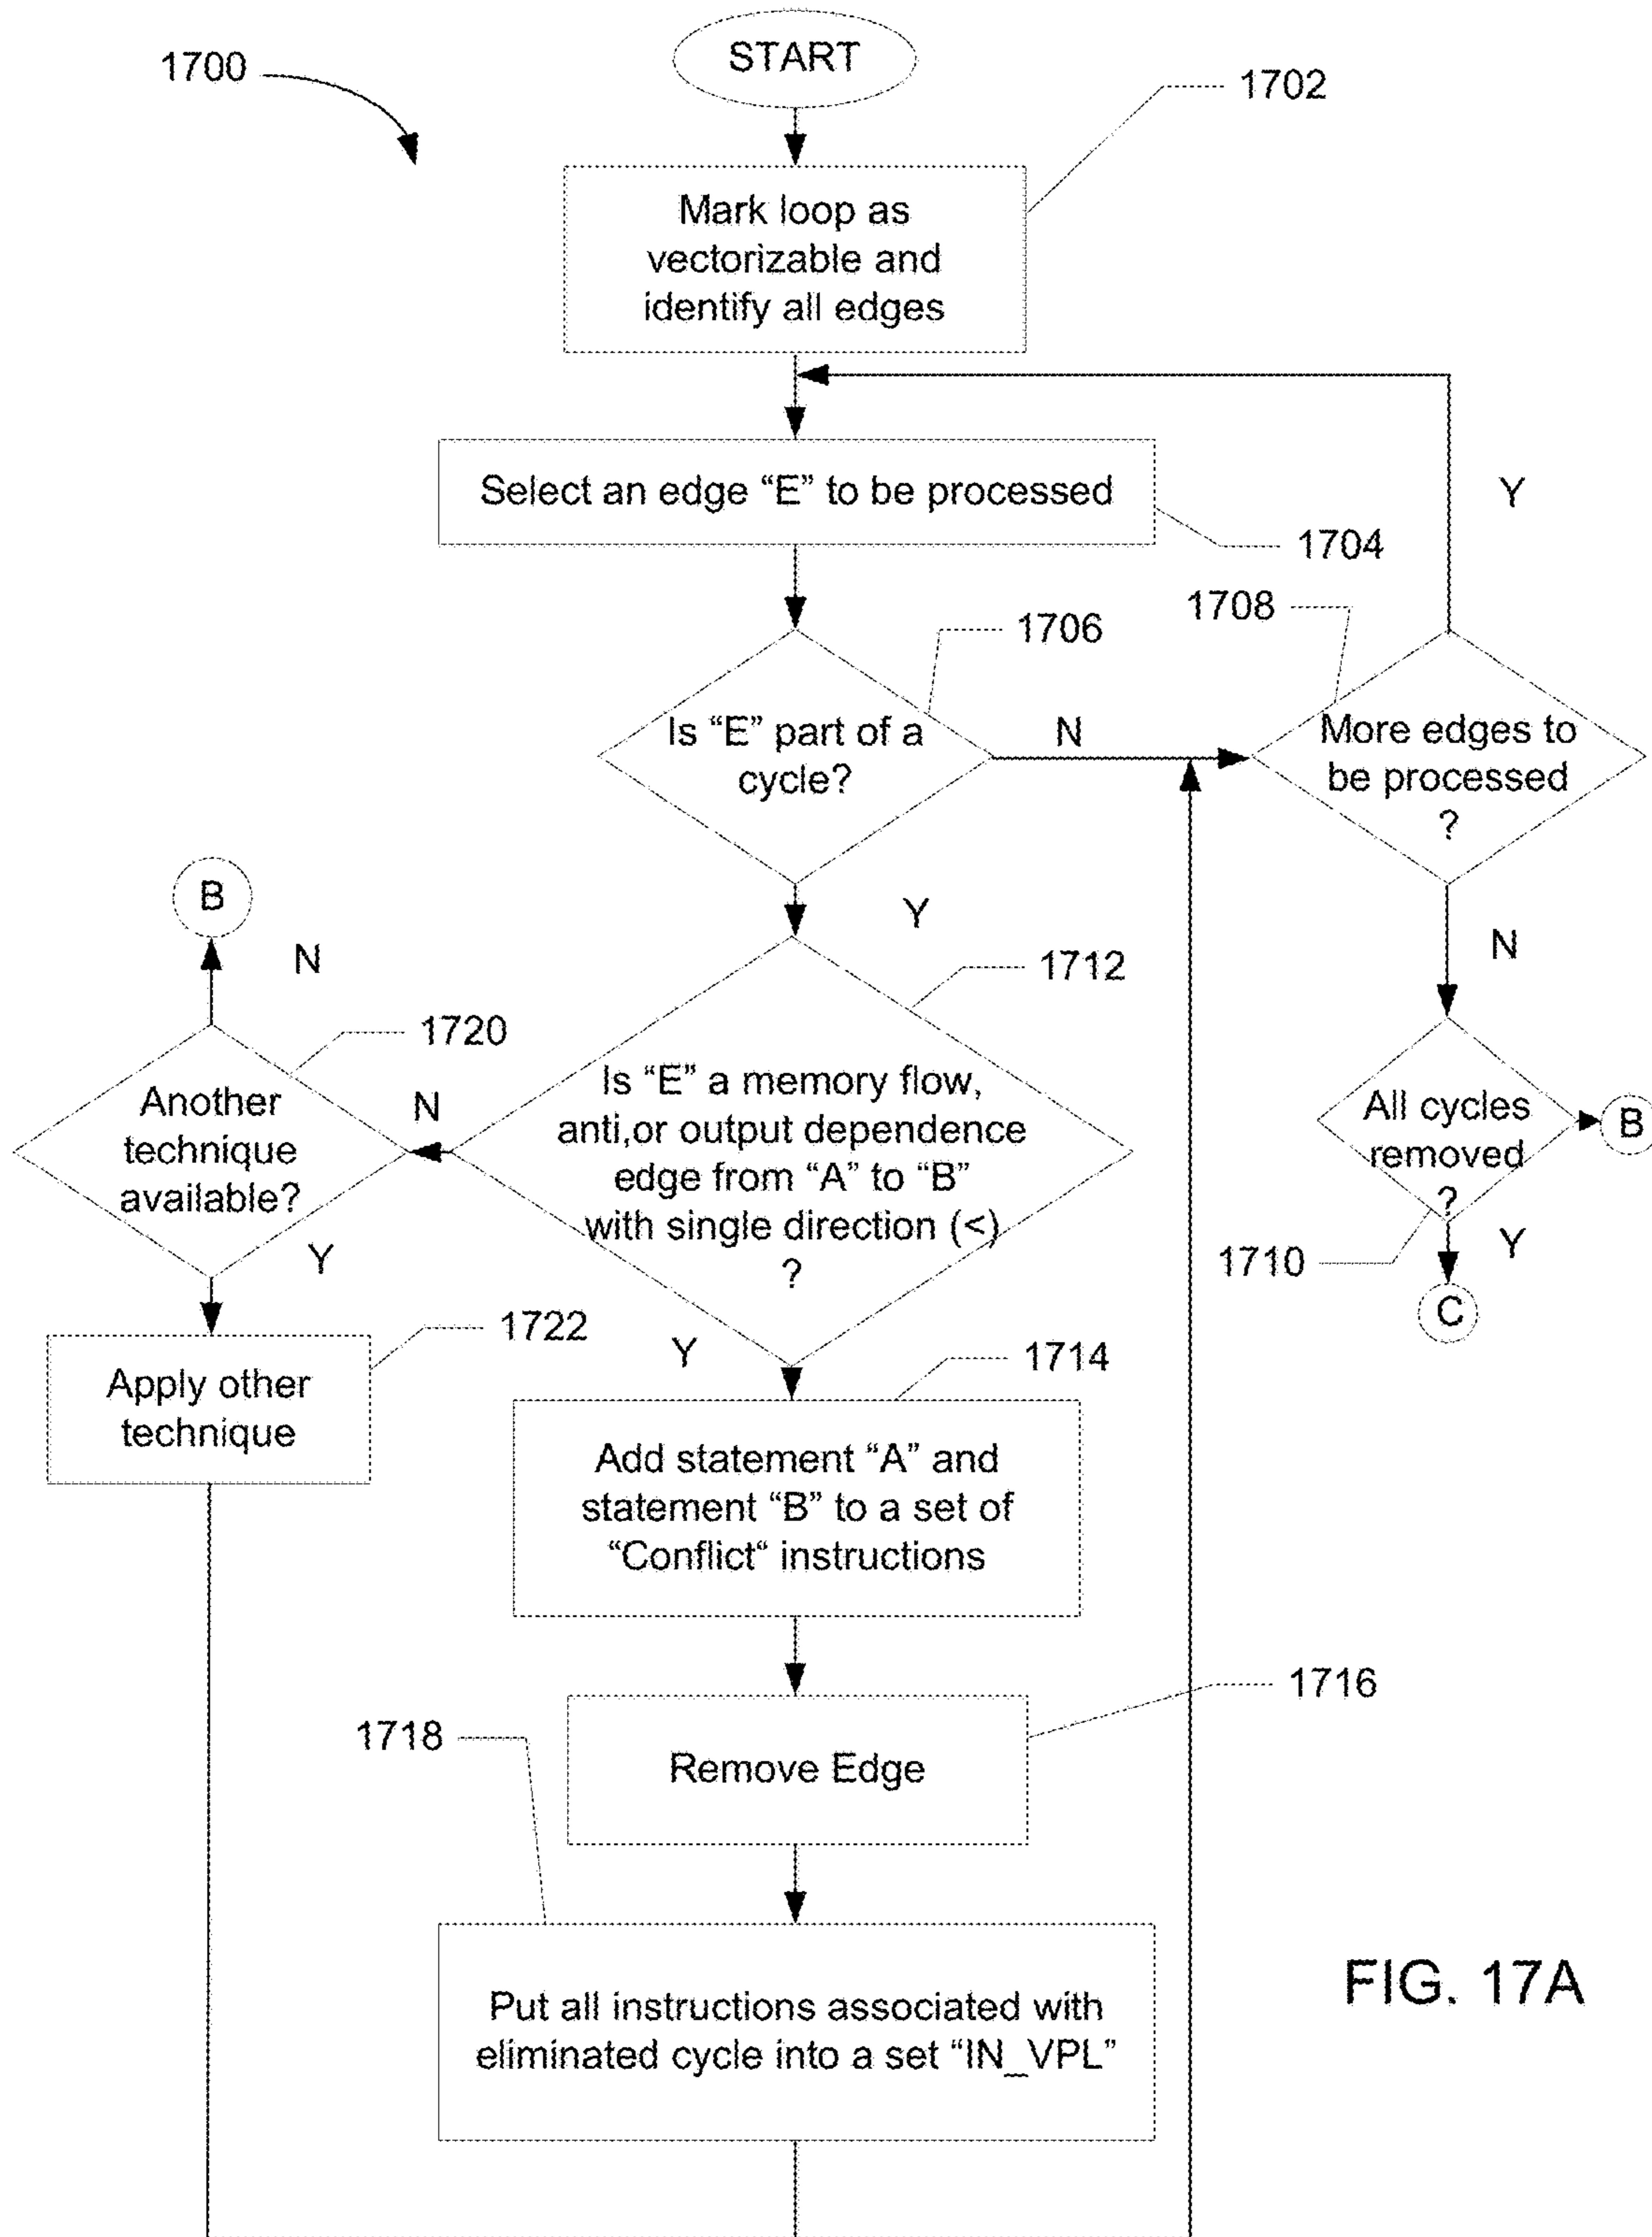 START
1700
1702
Mark loop as
vectorizable and
identify all edges
Select an edge “E” to be processed
Y
1704
1708
1706
Is “E” part of a
cycle?
N
More edges to
be processed
?
B
N
Y
N
1712
1720
Another
technique
available?
N
Is “E” a memory flow,
anti,or output dependence
edge from “A” to “B”
with single direction (<)
?
All cycles
removed
?
B
Y
1710
Y
C
1722
Y
1714
Apply other
technique
Add statement “A” and
statement “B” to a set of
“Conflict“ instructions
1716
1718
Remove Edge
Put all instructions associated with
eliminated cycle into a set “IN_VPL”
FIG. 17A